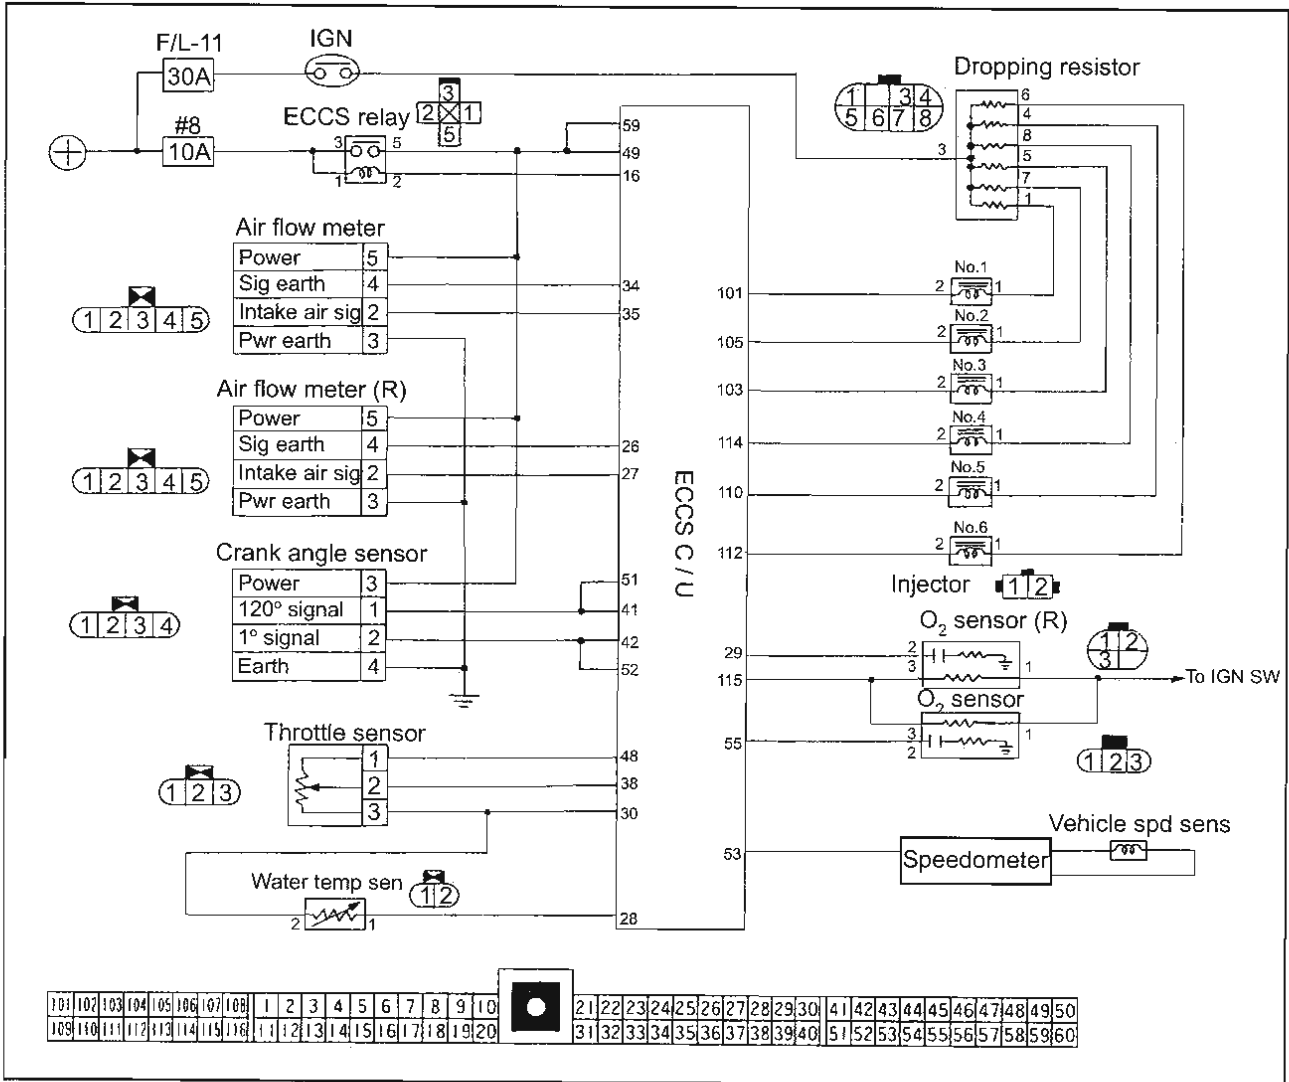 F/L-11
IGN
30A
#8
10A
ECCS relay
3
2 1
5
3 5
1 2
59
49
16
Dropping resistor
1 3 4
5 6 7 8
3
6
4
8
5
7
1
Air flow meter
Power 5
Sig earth 4
Intake air sig 2
Pwr earth 3
1 2 3 4 5
34
35
Air flow meter (R)
Power 5
Sig earth 4
Intake air sig 2
Pwr earth 3
1 2 3 4 5
26
27
Crank angle sensor
Power 3
120° signal 1
1° signal 2
Earth 4
1 2 3 4
51
41
42
52
Throttle sensor
1
2
3
1 2 3
48
38
30
Water temp sen
1 2
2 1
28
ECCS C / U
101 2 No.1 1
105 2 No.2 1
103 2 No.3 1
114 2 No.4 1
110 2 No.5 1
112 2 No.6 1
Injector
1 2
O2 sensor (R)
29 2
115 3 1
1 2
3
To IGN SW
O2 sensor
3 1
55 2
1 2 3
Vehicle spd sens
53
Speedometer
101 102 103 104 105 106 107 108 1 2 3 4 5 6 7 8 9 10 21 22 23 24 25 26 27 28 29 30 41 42 43 44 45 46 47 48 49 50
109 110 111 112 113 114 115 116 11 12 13 14 15 16 17 18 19 20 31 32 33 34 35 36 37 38 39 40 51 52 53 54 55 56 57 58 59 60